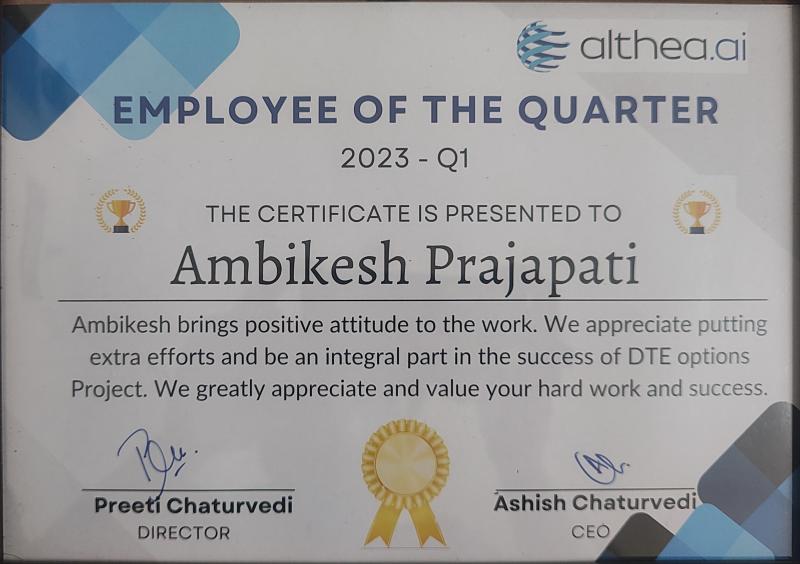 althea.ai
EMPLOYEE OF THE QUARTER
2023 - Q1
THE CERTIFICATE IS PRESENTED TO
Ambikesh Prajapati
Ambikesh brings positive attitude to the work. We appreciate putting
extra efforts and be an integral part in the success of DTE options
Project. We greatly appreciate and value your hard work and success.
Preeti Chaturvedi
DIRECTOR
Ashish Chaturvedi
CEO